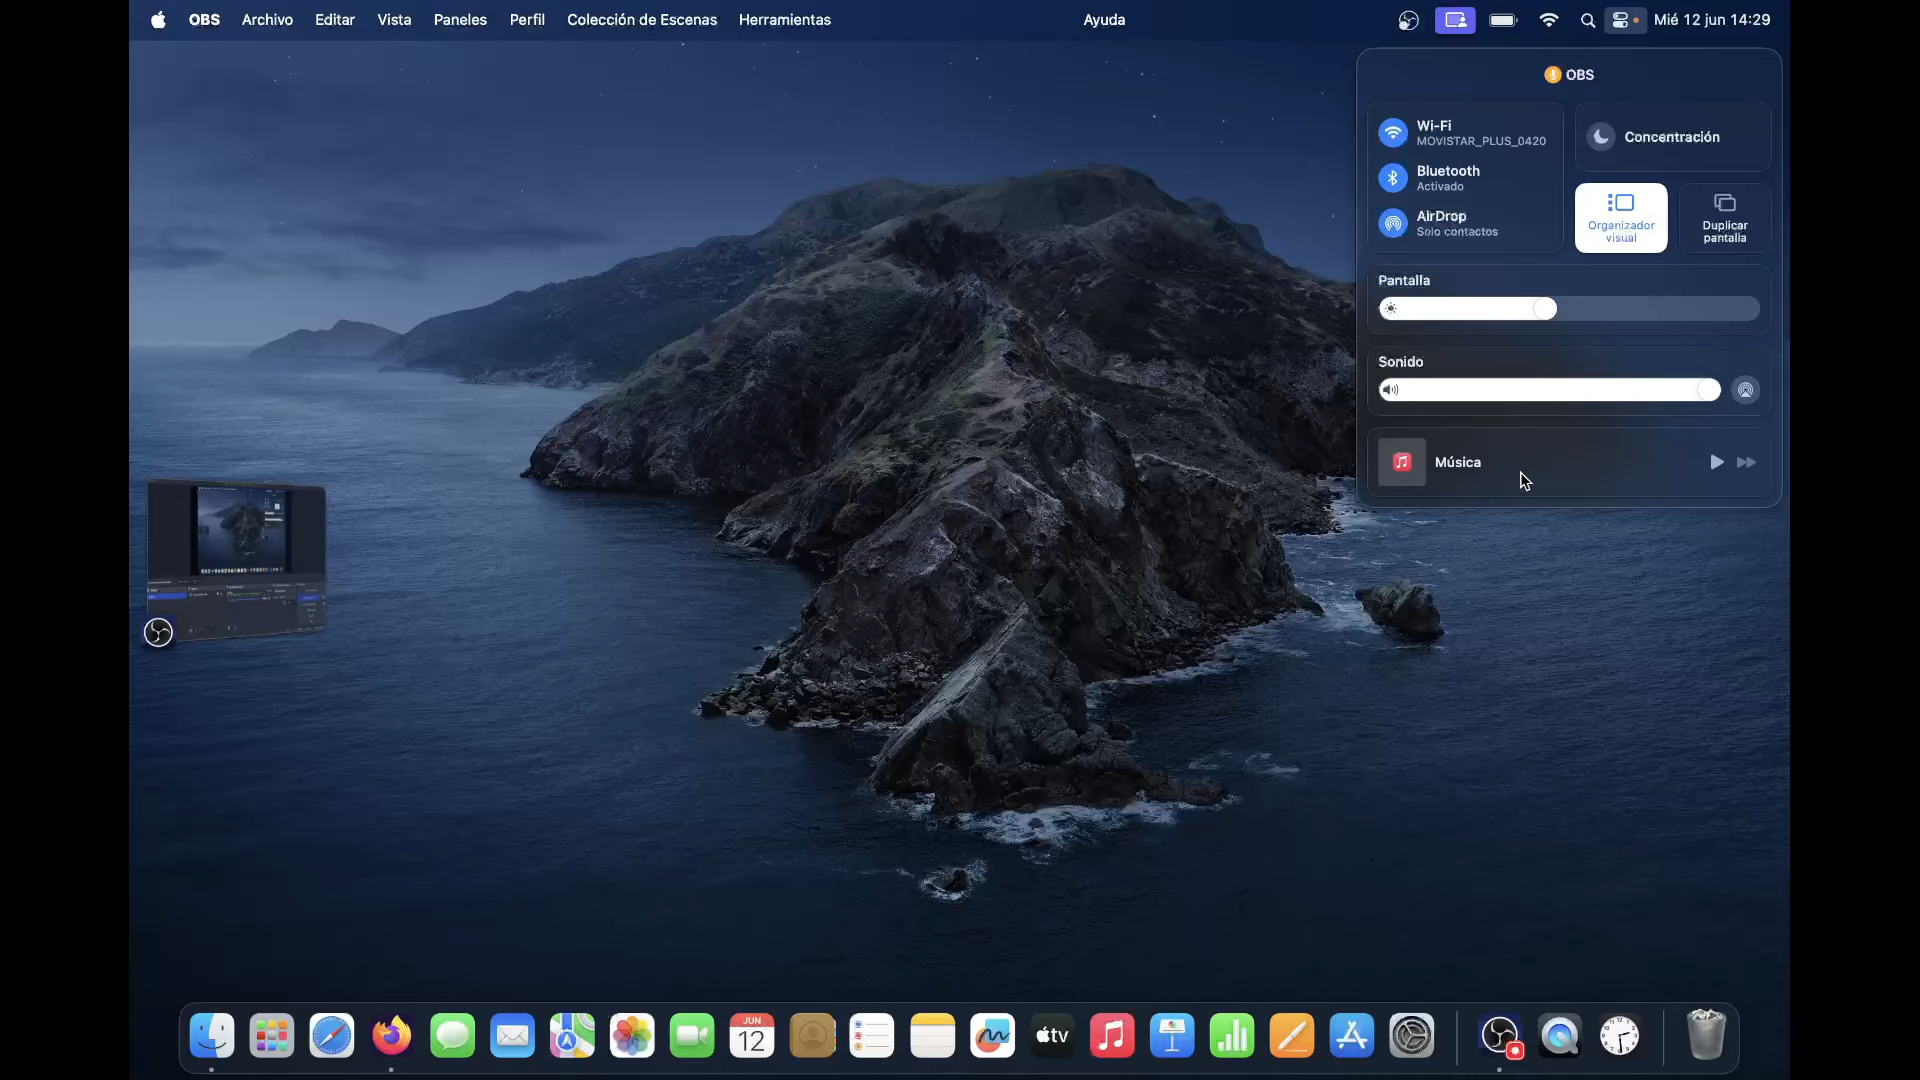 OBS Archivo Editar Vista Paneles Perfil Colección de Escenas Herramientas Ayuda Mié 12 jun 14:29
OBS
Wi-Fi
MOVISTAR_PLUS_0420
Bluetooth
Activado
AirDrop
Solo contactos
Concentración
Organizador
visual
Duplicar
pantalla
Pantalla
Sonido
Música
JUN
12
tv